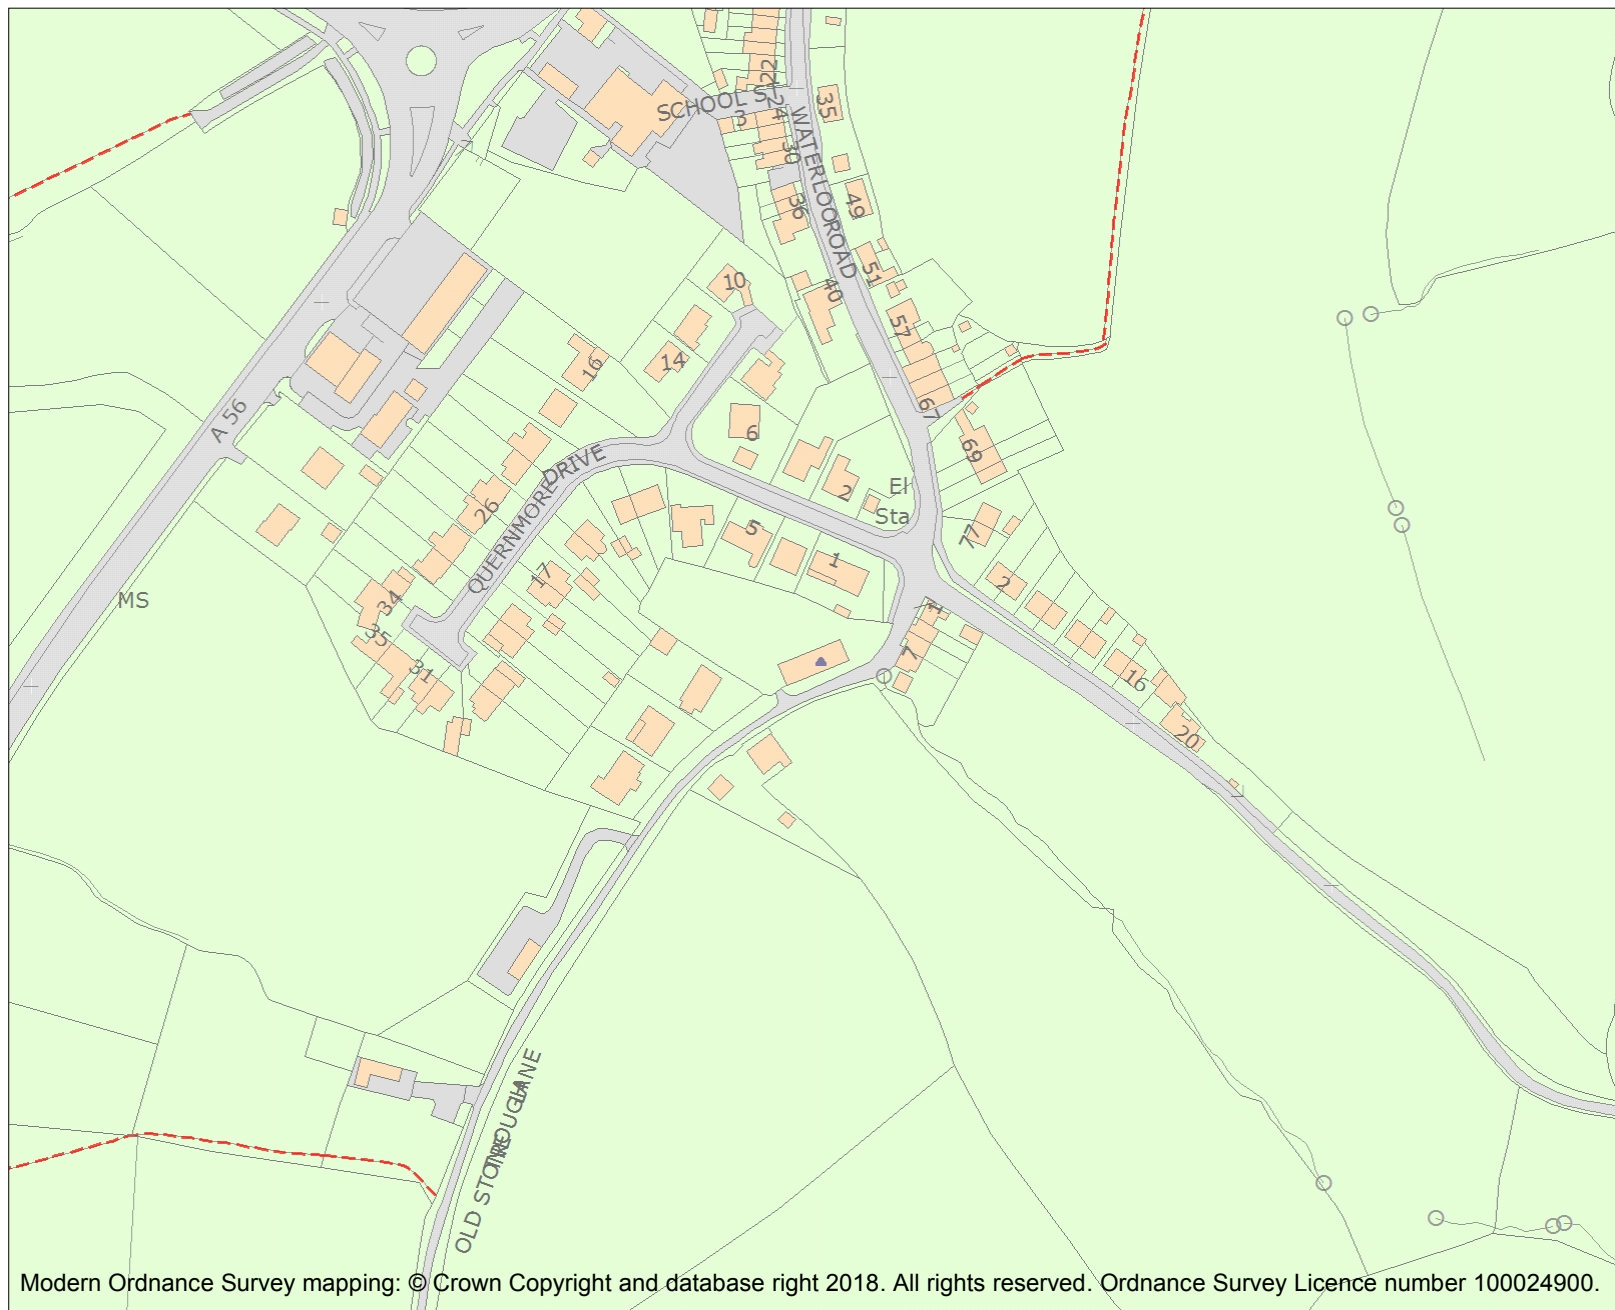 22
SCHOOL ST
24
3
35
WATERLOO ROAD
30
36
49
51
10
40
57
14
16
A 56
67
6
69
DRIVE
QUERNMORE
2
El
Sta
26
5
77
1
17
2
34
MS
35
1
7
31
16
20
OLD STONE
TROUGH
LANE
Modern Ordnance Survey mapping: © Crown Copyright and database right 2018. All rights reserved. Ordnance Survey Licence number 100024900.